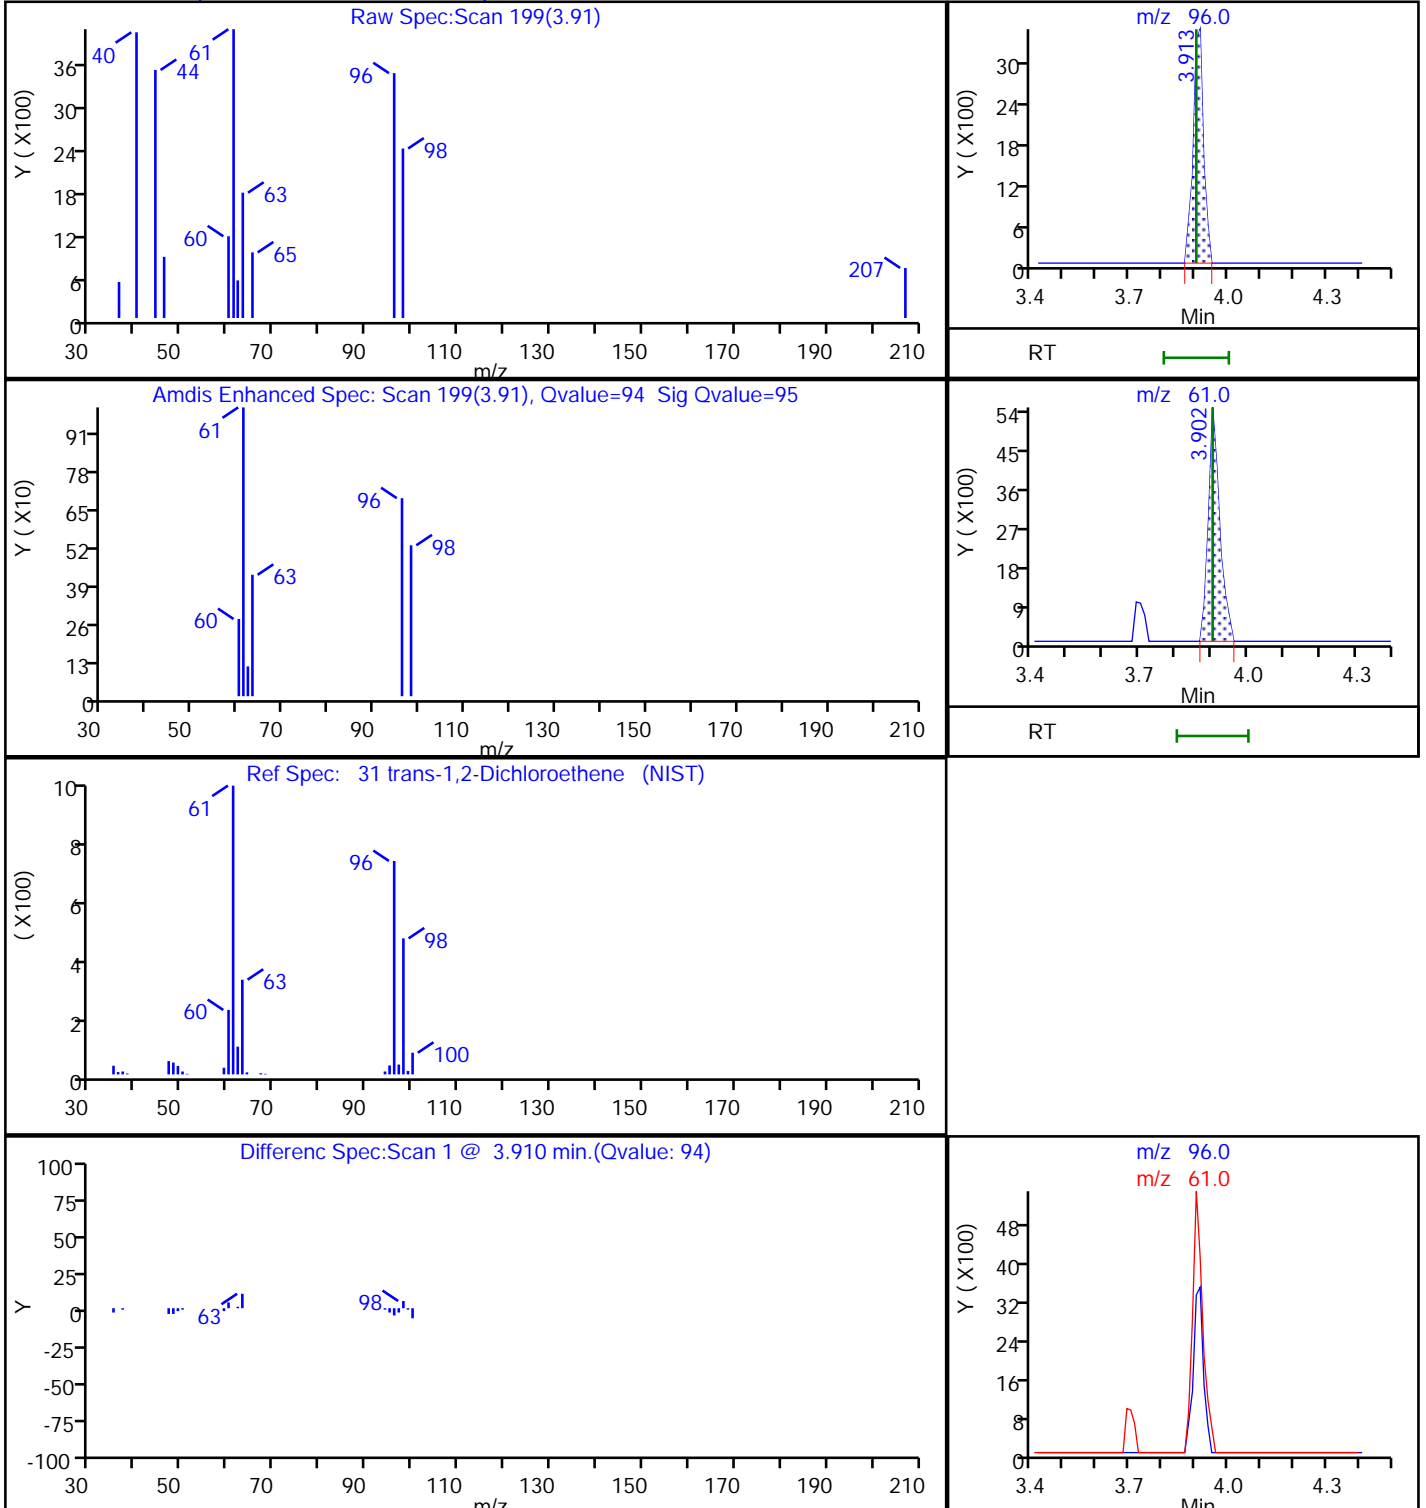 Raw Spec:Scan 199(3.91)
Y ( X100)
36
30
24
18
12
6
0
40
44
61
96
98
63
60
65
207
30 50 70 90 110 130 150 170 190 210
m/z
m/z 96.0
Y ( X100)
30
24
18
12
6
0
3.913
3.4 3.7 4.0 4.3
Min
RT
Amdis Enhanced Spec: Scan 199(3.91), Qvalue=94 Sig Qvalue=95
Y ( X10)
91
78
65
52
39
26
13
0
61
96
98
63
60
30 50 70 90 110 130 150 170 190 210
m/z
m/z 61.0
Y ( X100)
54
45
36
27
18
9
0
3.902
3.4 3.7 4.0 4.3
Min
RT
Ref Spec: 31 trans-1,2-Dichloroethene (NIST)
( X100)
10
8
6
4
2
0
61
96
98
63
60
100
30 50 70 90 110 130 150 170 190 210
Differenc Spec:Scan 1 @ 3.910 min.(Qvalue: 94)
Y
100
75
50
25
0
-25
-50
-75
-100
63
98
30 50 70 90 110 130 150 170 190 210
m/z
m/z 96.0
m/z 61.0
Y ( X100)
48
40
32
24
16
8
0
3.4 3.7 4.0 4.3
Min